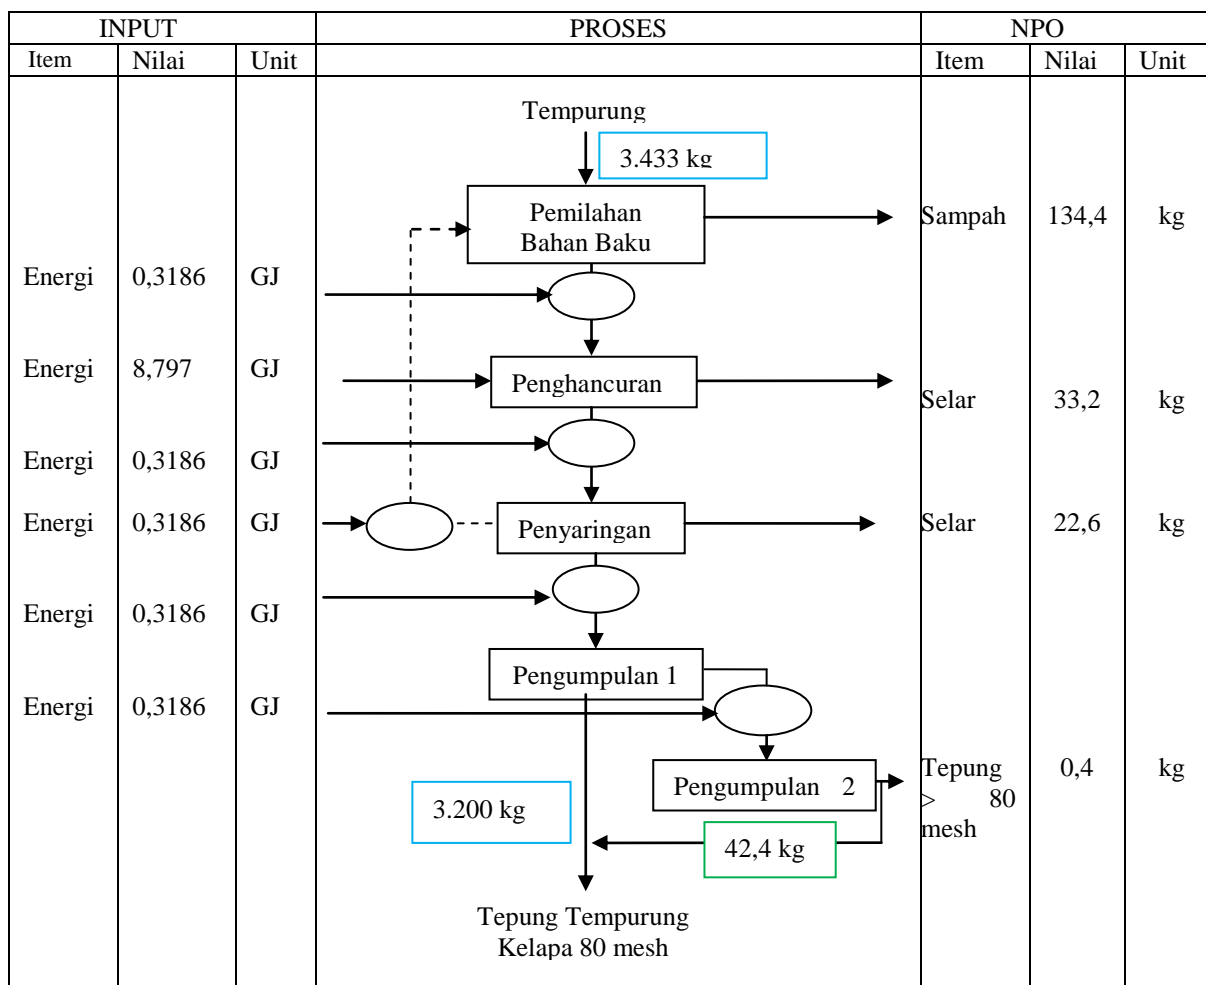 INPUT PROSES NPO
Item Nilai Unit Item Nilai Unit
Tempurung
3.433 kg
Pemilahan
Bahan Baku
Sampah 134,4 kg
Energi 0,3186 GJ
Energi 8,797 GJ
Penghancuran
Selar 33,2 kg
Energi 0,3186 GJ
Energi 0,3186 GJ
Penyaringan
Selar 22,6 kg
Energi 0,3186 GJ
Pengumpulan 1
Energi 0,3186 GJ
Pengumpulan 2
Tepung 0,4 kg
> 80
mesh
3.200 kg
42,4 kg
Tepung Tempurung
Kelapa 80 mesh